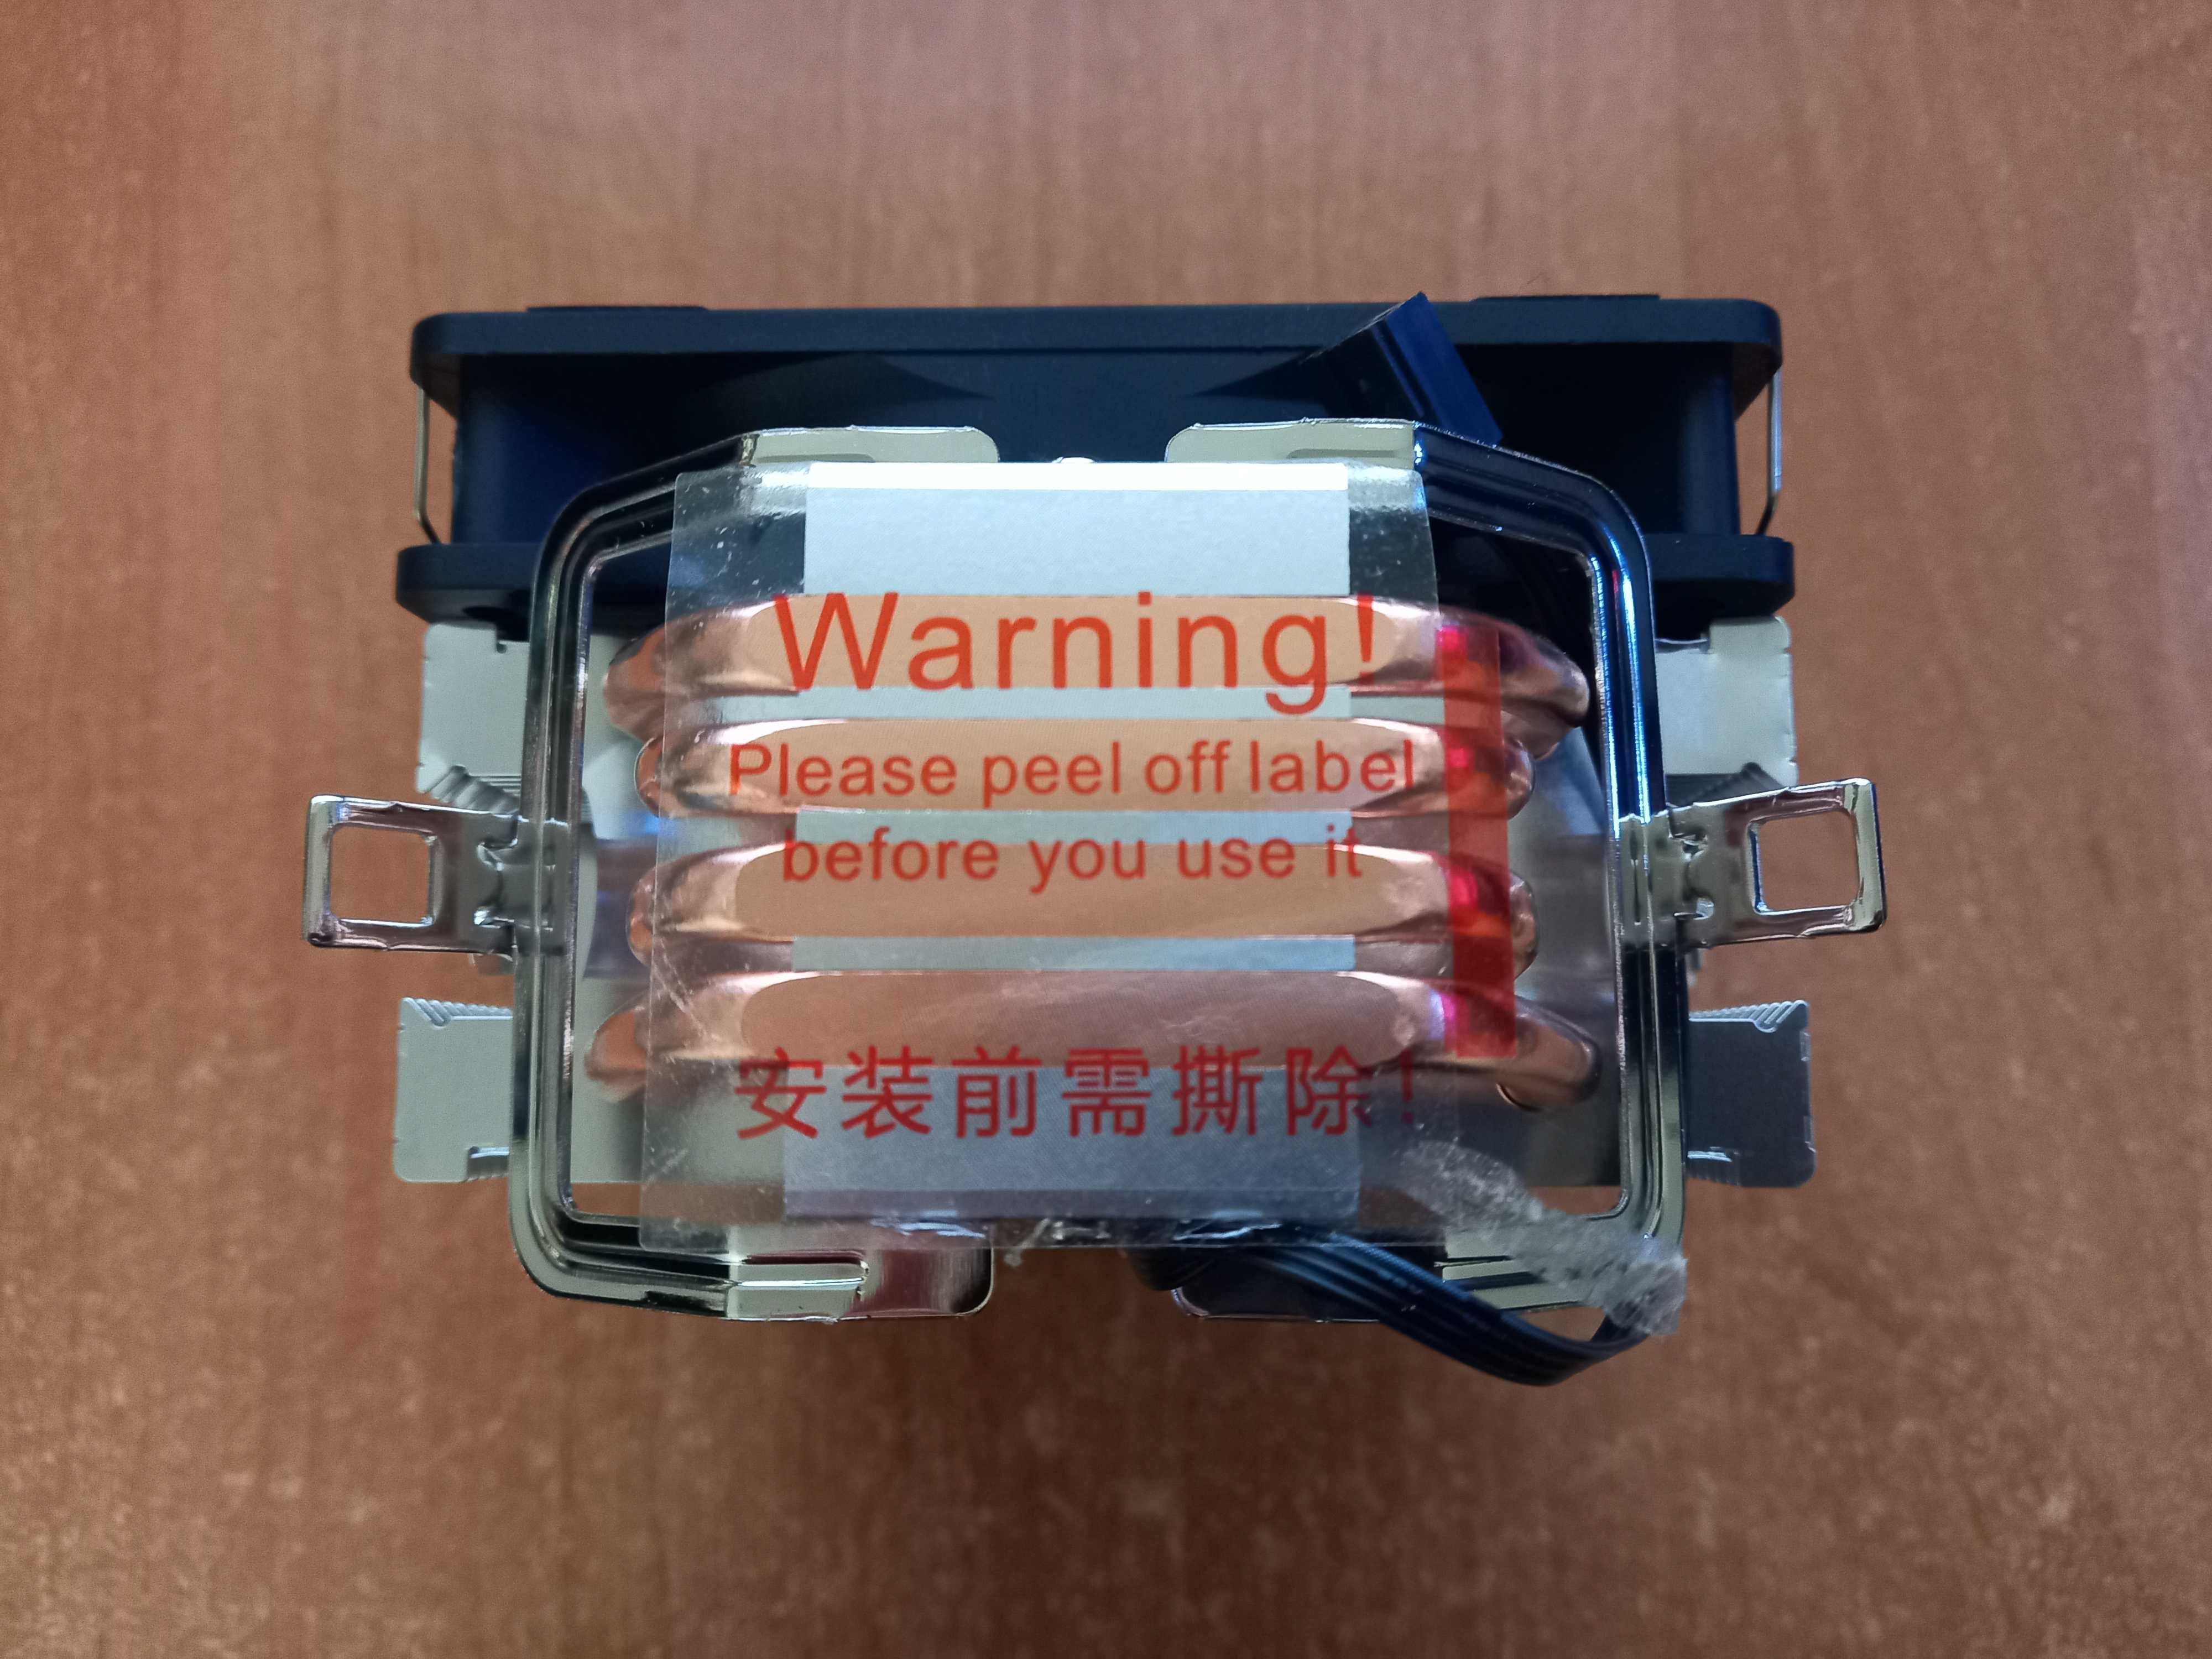 Warning!
Please peel off label
before you use it
安装前需撕除!